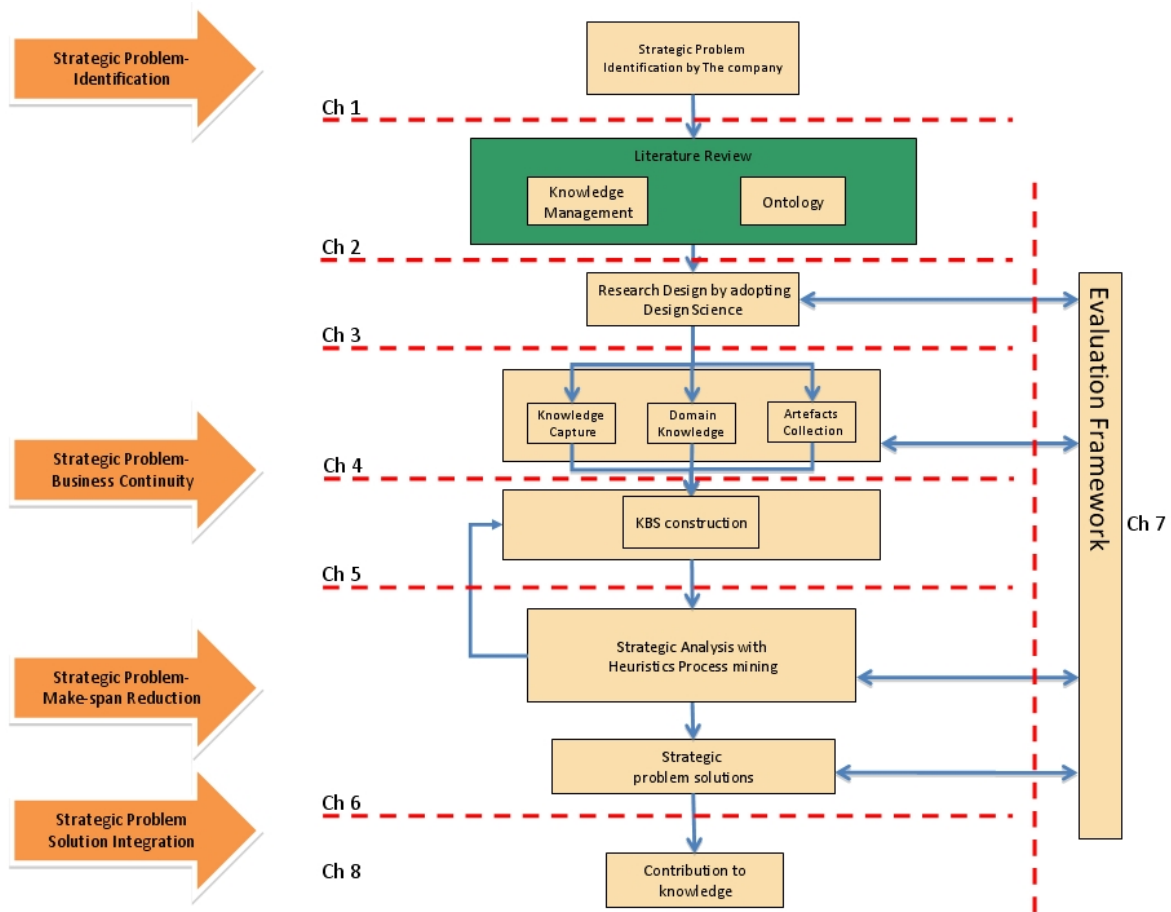 Strategic Problem-
Identification
Strategic Problem
Identification by The company
Ch 1
Literature Review
Knowledge
Management
Ontology
Ch 2
Research Design by adopting
Design Science
Ch 3
Knowledge
Capture
Domain
Knowledge
Artefacts
Collection
Strategic Problem-
Business Continuity
Ch 4
KBS construction
Ch 5
Strategic Analysis with
Heuristics Process mining
Strategic Problem-
Make-span Reduction
Strategic
problem solutions
Ch 6
Strategic Problem
Solution Integration
Ch 8
Contribution to
knowledge
Evaluation Framework
Ch 7